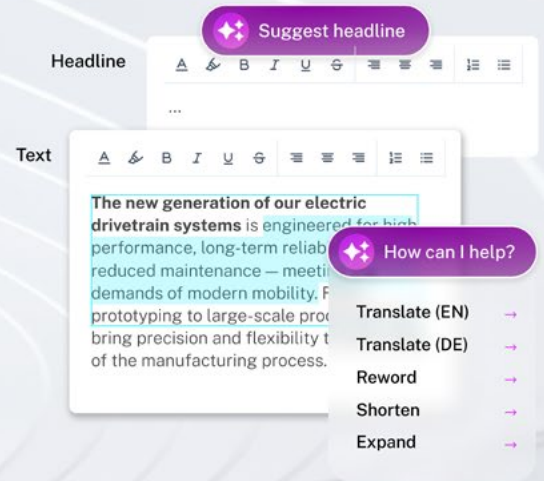 Suggest headline
Headline
A B I U S
...
Text
A B I U S
The new generation of our electric
drivetrain systems is engineered for high
performance, long-term reliab
reduced maintenance — meeti
demands of modern mobility. F
prototyping to large-scale pro
bring precision and flexibility t
of the manufacturing process.
How can I help?
Translate (EN) →
Translate (DE) →
Reword →
Shorten →
Expand →